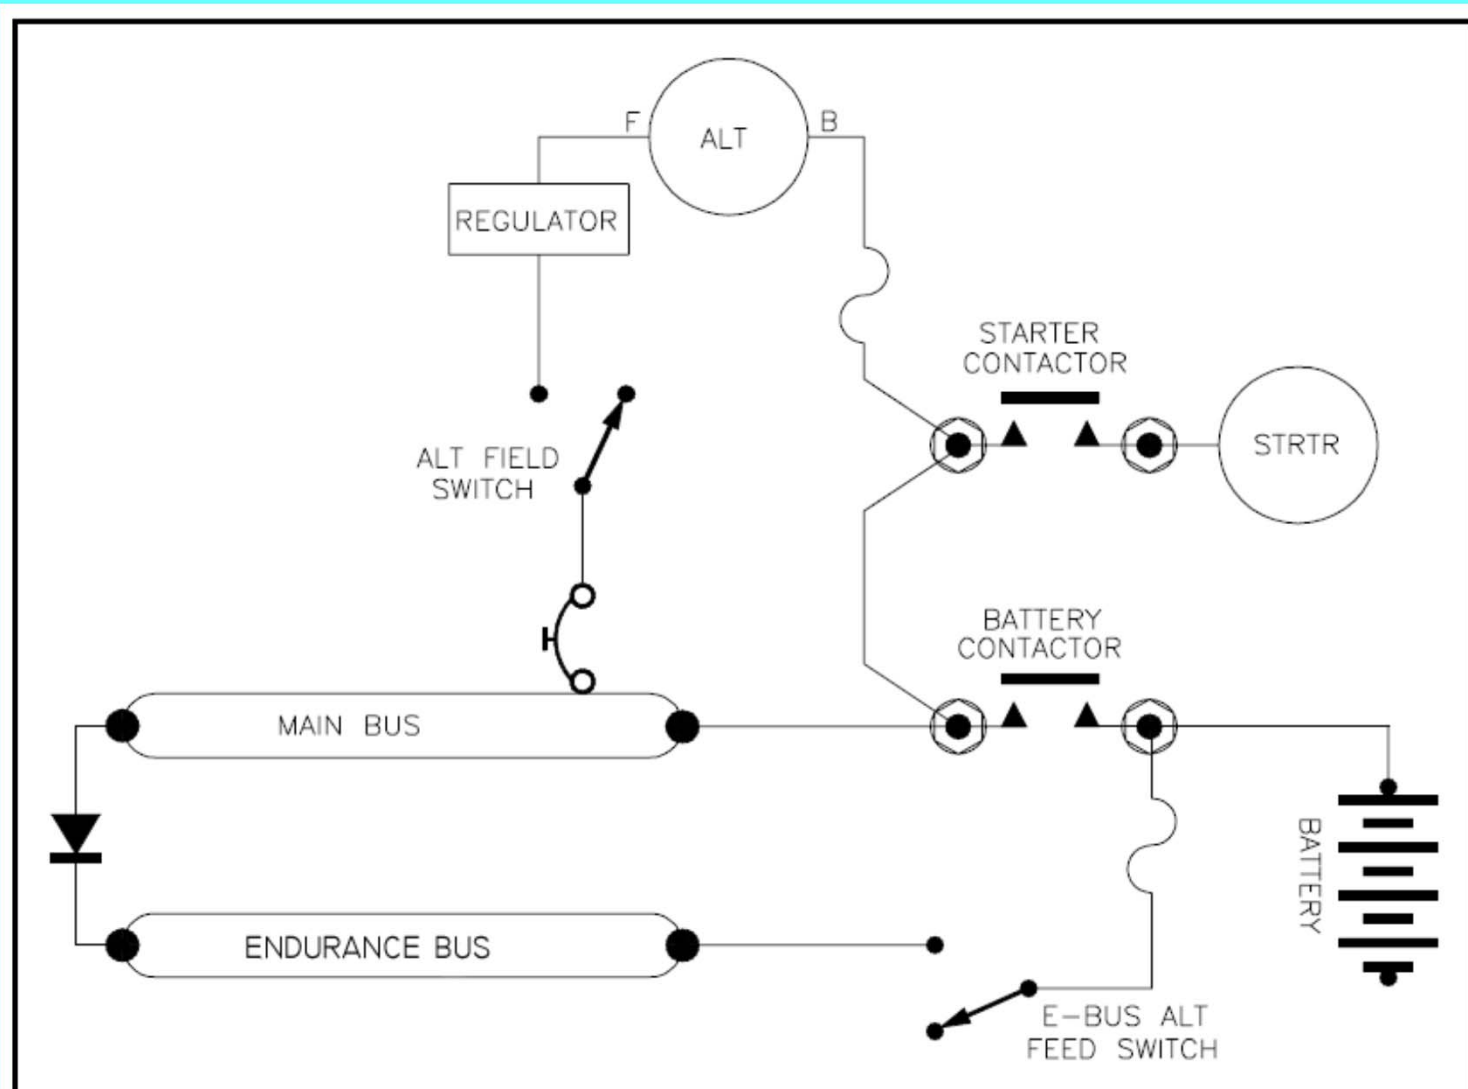 F
ALT
B
REGULATOR
STARTER
CONTACTOR
STRTR
ALT FIELD
SWITCH
BATTERY
CONTACTOR
MAIN BUS
BATTERY
ENDURANCE BUS
E-BUS ALT
FEED SWITCH